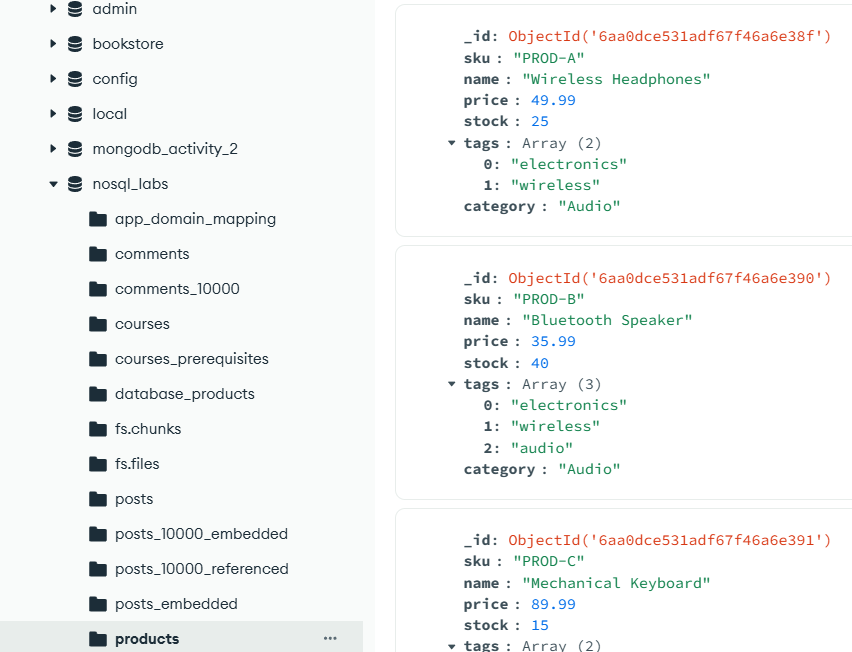 admin
bookstore
config
local
mongodb_activity_2
nosql_labs
app_domain_mapping
comments
comments_10000
courses
courses_prerequisites
database_products
fs.chunks
fs.files
posts
posts_10000_embedded
posts_10000_referenced
posts_embedded
products ...
_id: ObjectId('6aa0dce531adf67f46a6e38f')
sku : "PROD-A"
name : "Wireless Headphones"
price : 49.99
stock : 25
tags : Array (2)
0: "electronics"
1: "wireless"
category : "Audio"
_id: ObjectId('6aa0dce531adf67f46a6e390')
sku : "PROD-B"
name : "Bluetooth Speaker"
price : 35.99
stock : 40
tags : Array (3)
0: "electronics"
1: "wireless"
2: "audio"
category : "Audio"
_id: ObjectId('6aa0dce531adf67f46a6e391')
sku : "PROD-C"
name : "Mechanical Keyboard"
price : 89.99
stock : 15
tags : Array (2)